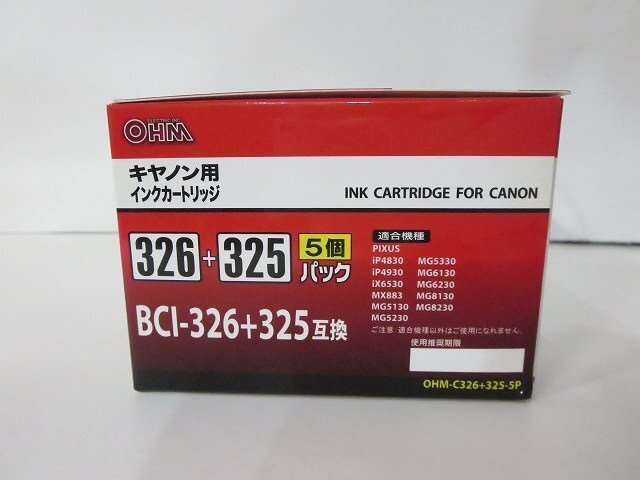 ELECTRIC INC.
OHM
キヤノン用
インクカートリッジ
INK CARTRIDGE FOR CANON
326+325 5個
パック
BCI-326+325互換
適合機種
PIXUS
iP4830 MG5330
iP4930 MG6130
iX6530 MG6230
MX883 MG8130
MG5130 MG8230
MG5230
ご注意:適合機種以外はご使用になれません。
使用推奨期限
OHM-C326+325-5P